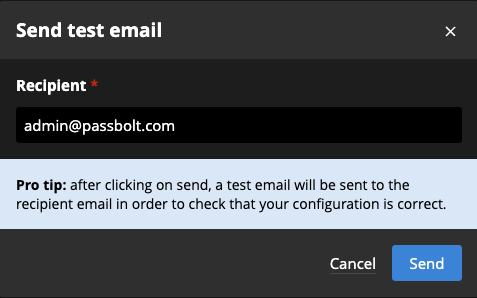 Send test email
Recipient *
admin@passbolt.com
Pro tip: after clicking on send, a test email will be sent to the
recipient email in order to check that your configuration is correct.
Cancel
Send